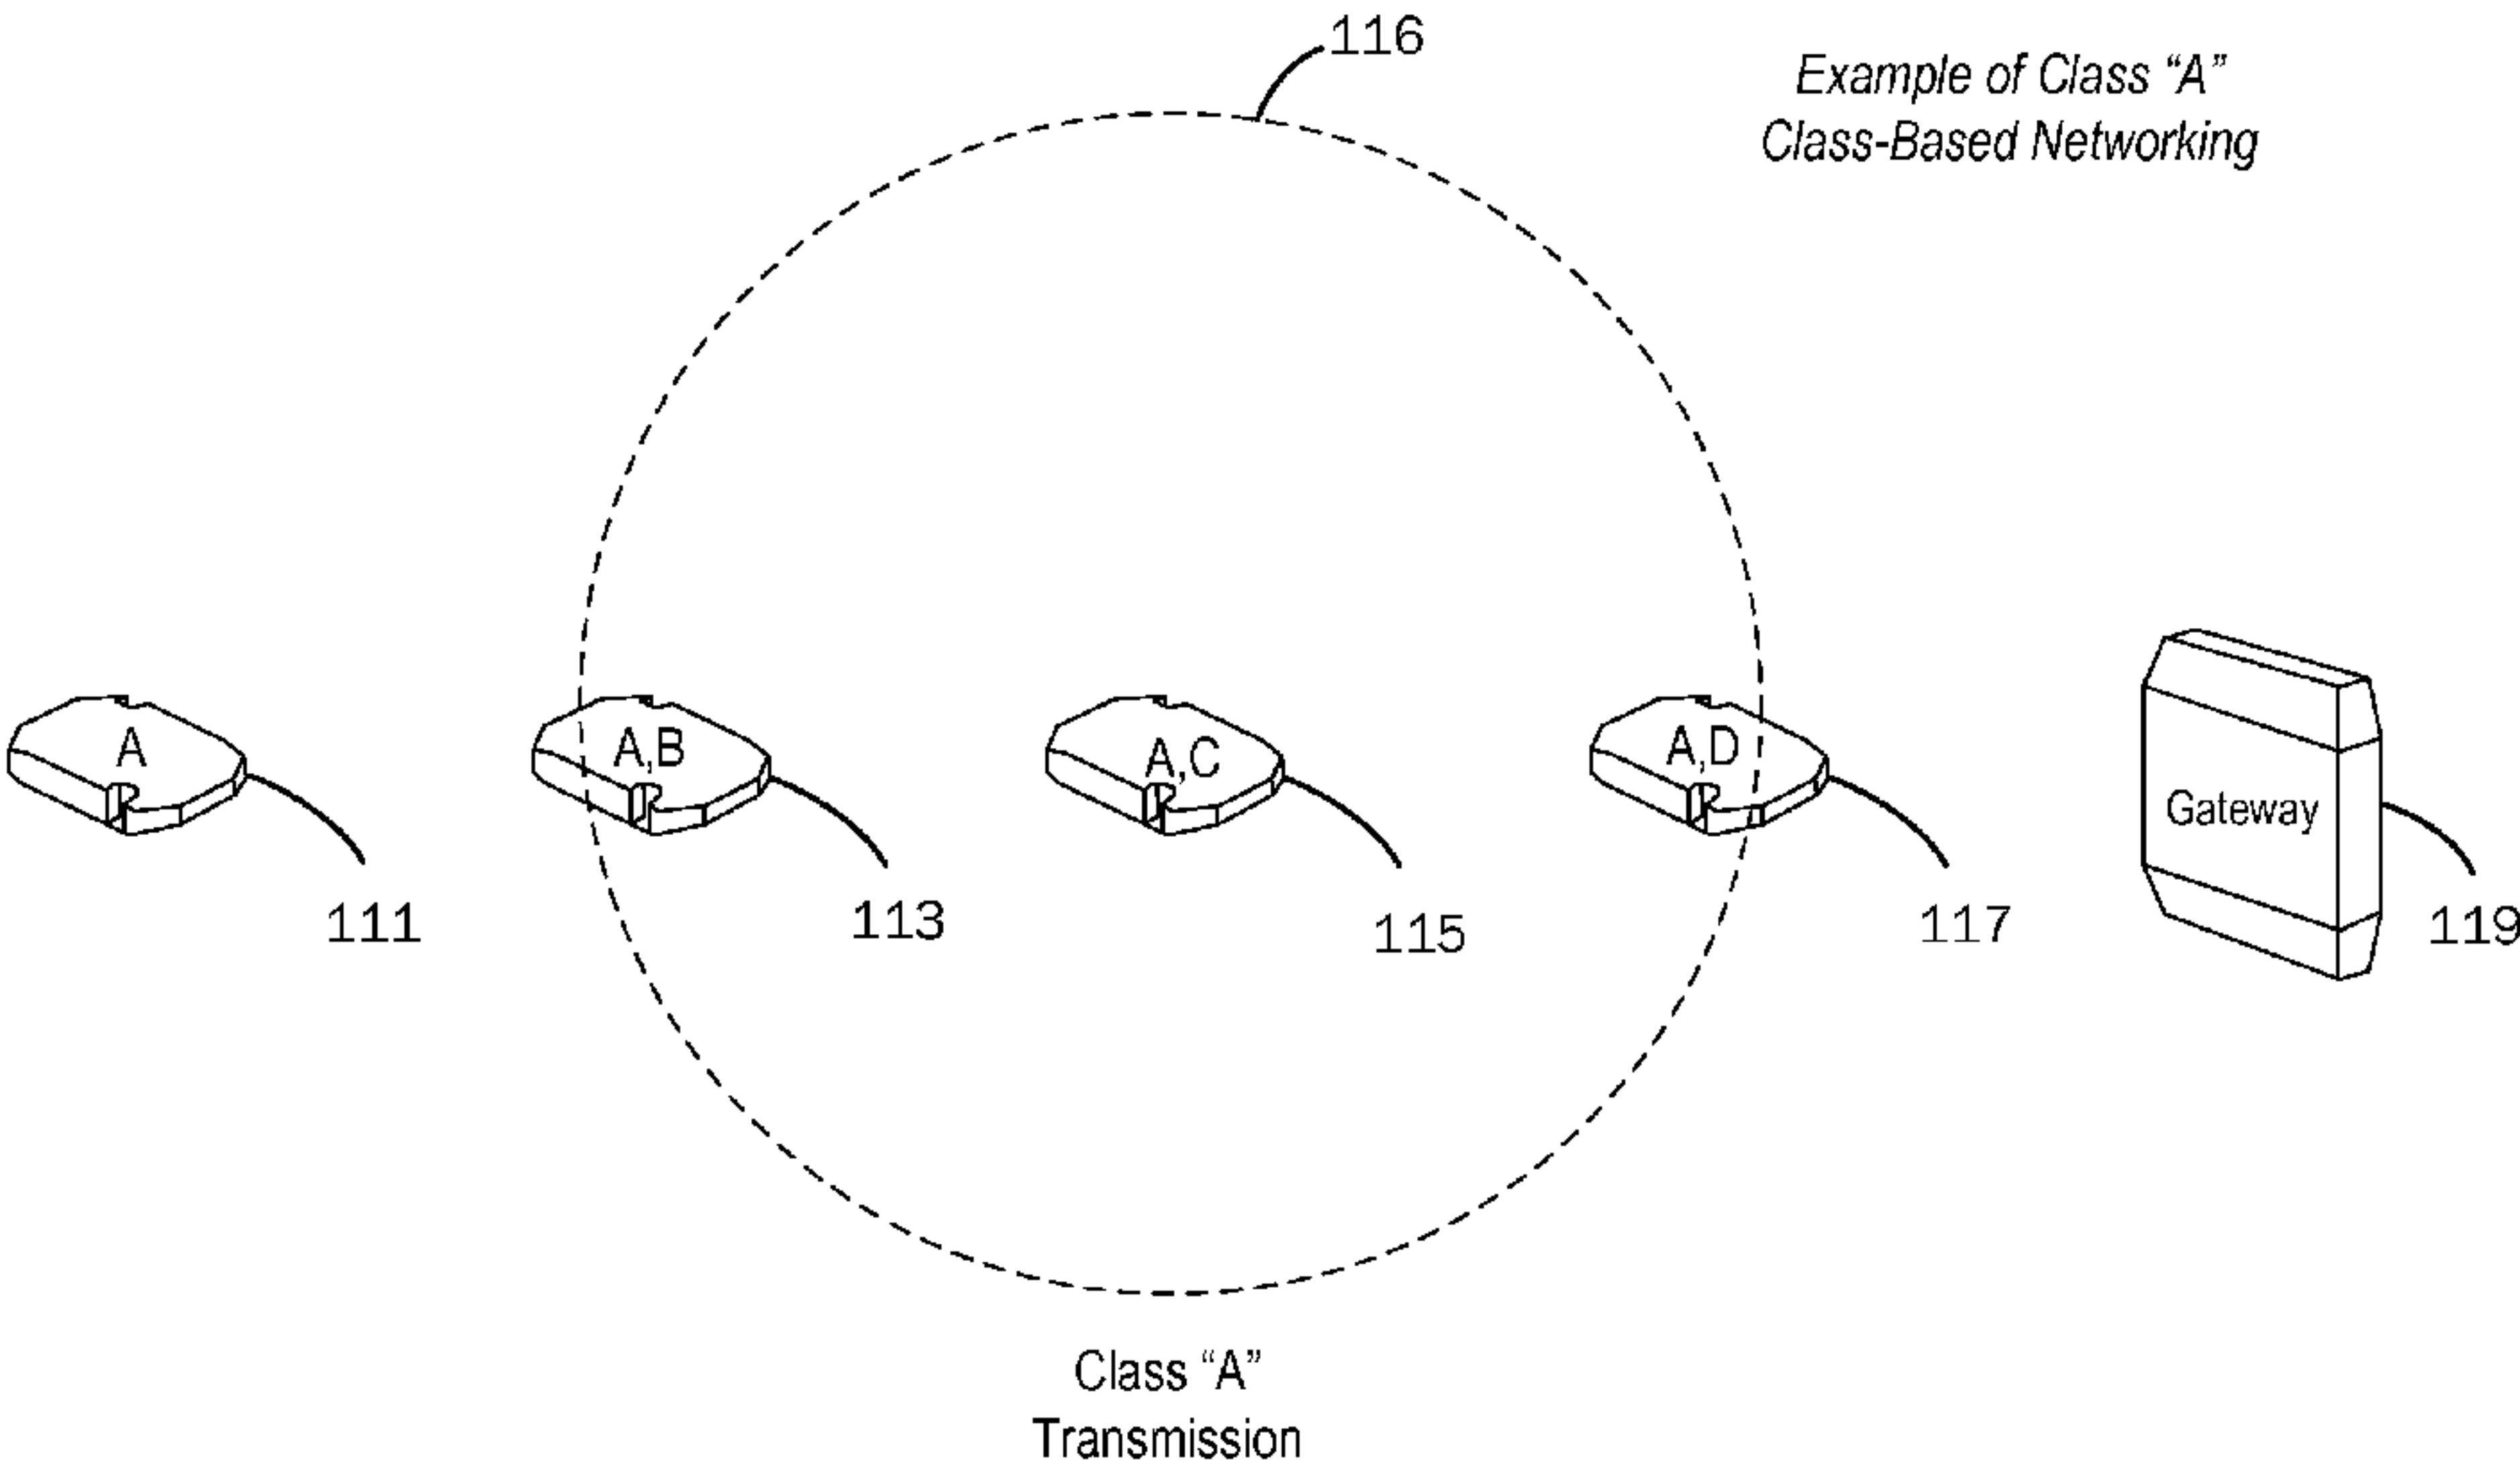 116
Example of Class “A”
Class-Based Networking
A
A,B
A,C
A,D
Gateway
111
113
115
117
119
Class “A”
Transmission